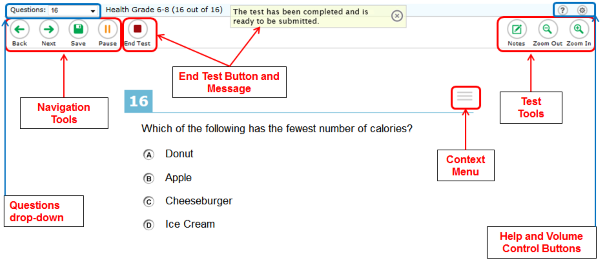 Questions: 16
Health Grade 6-8 (16 out of 16)
The test has been completed and is
ready to be submitted.
?
Back Next Save Pause End Test
Notes Zoom Out Zoom In
Navigation
Tools
End Test Button and
Message
Test
Tools
16
Which of the following has the fewest number of calories?
A Donut
B Apple
C Cheeseburger
D Ice Cream
Context
Menu
Questions
drop-down
Help and Volume
Control Buttons